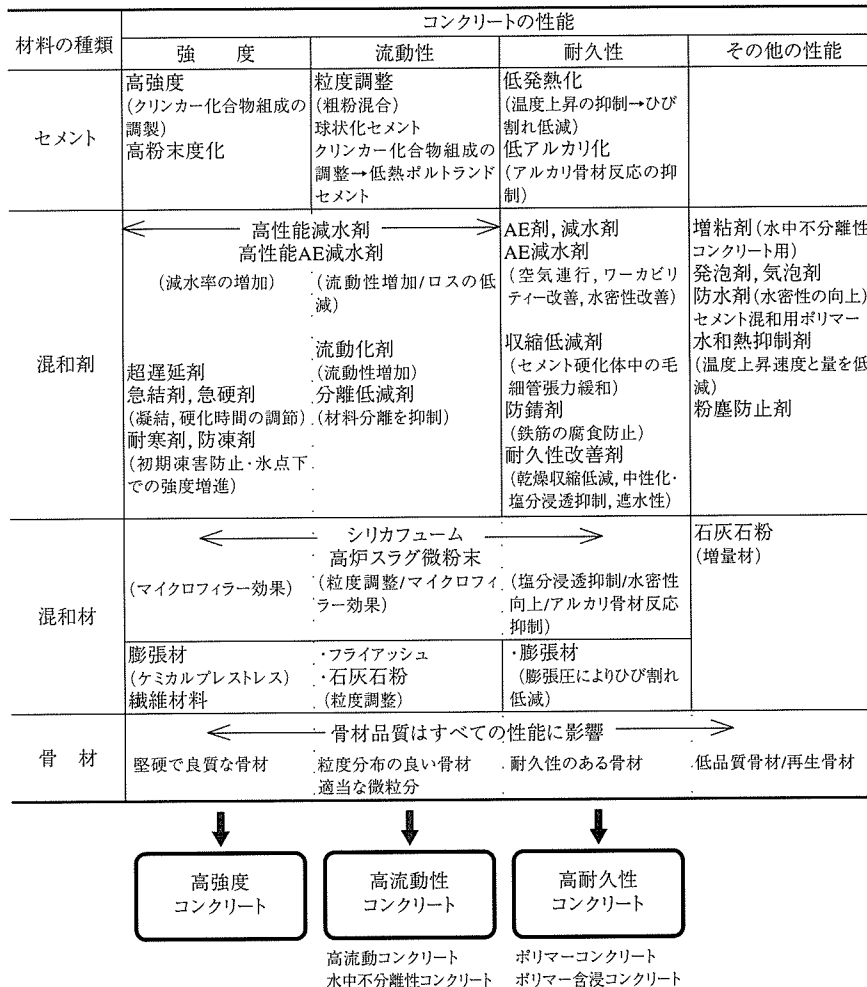 コンクリートの性能
材料の種類
強　度
流動性
耐久性
その他の性能
セメント
高強度
(クリンカー化合物組成の
調製)
高粉末度化
粒度調整
(粗粉混合)
球状化セメント
クリンカー化合物組成の
調整→低熱ポルトランド
セメント
低発熱化
(温度上昇の抑制→ひび
割れ低減)
低アルカリ化
(アルカリ骨材反応の抑
制)
混和剤
高性能減水剤
高性能AE減水剤
(減水率の増加)
(流動性増加/ロスの低
減)
超遅延剤
急結剤, 急硬剤
(凝結, 硬化時間の調節)
耐寒剤, 防凍剤
(初期凍害防止・氷点下
での強度増進)
流動化剤
(流動性増加)
分離低減剤
(材料分離を抑制)
AE剤, 減水剤
AE減水剤
(空気連行, ワーカビリ
ティー改善, 水密性改善)
収縮低減剤
(セメント硬化体中の毛
細管張力緩和)
防錆剤
(鉄筋の腐食防止)
耐久性改善剤
(乾燥収縮低減, 中性化・
塩分浸透抑制, 遮水性)
増粘剤(水中不分離性
コンクリート用)
発泡剤, 気泡剤
防水剤(水密性の向上)
セメント混和用ポリマー
水和熱抑制剤
(温度上昇速度と量を低
減)
粉塵防止剤
混和材
シリカフューム
高炉スラグ微粉末
(マイクロフィラー効果)
(粒度調整/マイクロフィ
ラー効果)
(塩分浸透抑制/水密性
向上/アルカリ骨材反応
抑制)
石灰石粉
(増量材)
膨張材
(ケミカルプレストレス)
繊維材料
・フライアッシュ
・石灰石粉
(粒度調整)
・膨張材
(膨張圧によりひび割れ
低減)
骨　材
骨材品質はすべての性能に影響
堅硬で良質な骨材
粒度分布の良い骨材
適当な微粒分
耐久性のある骨材
低品質骨材/再生骨材
高強度
コンクリート
高流動性
コンクリート
高耐久性
コンクリート
高流動コンクリート
水中不分離性コンクリート
ポリマーコンクリート
ポリマー含浸コンクリート